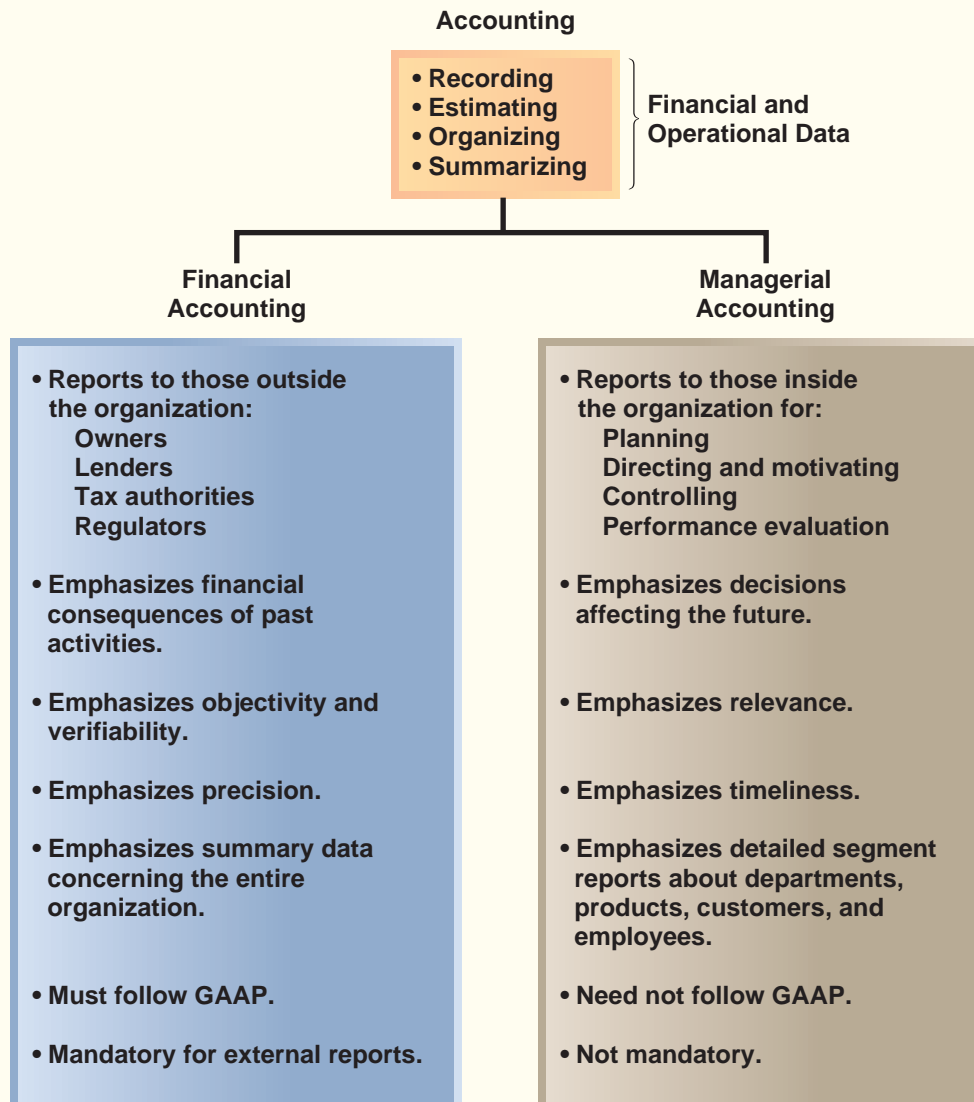 Accounting
• Recording
• Estimating
• Organizing
• Summarizing
Financial and
Operational Data
Financial
Accounting
• Reports to those outside
the organization:
Owners
Lenders
Tax authorities
Regulators
• Emphasizes financial
consequences of past
activities.
• Emphasizes objectivity and
verifiability.
• Emphasizes precision.
• Emphasizes summary data
concerning the entire
organization.
• Must follow GAAP.
• Mandatory for external reports.
Managerial
Accounting
• Reports to those inside
the organization for:
Planning
Directing and motivating
Controlling
Performance evaluation
• Emphasizes decisions
affecting the future.
• Emphasizes relevance.
• Emphasizes timeliness.
• Emphasizes detailed segment
reports about departments,
products, customers, and
employees.
• Need not follow GAAP.
• Not mandatory.